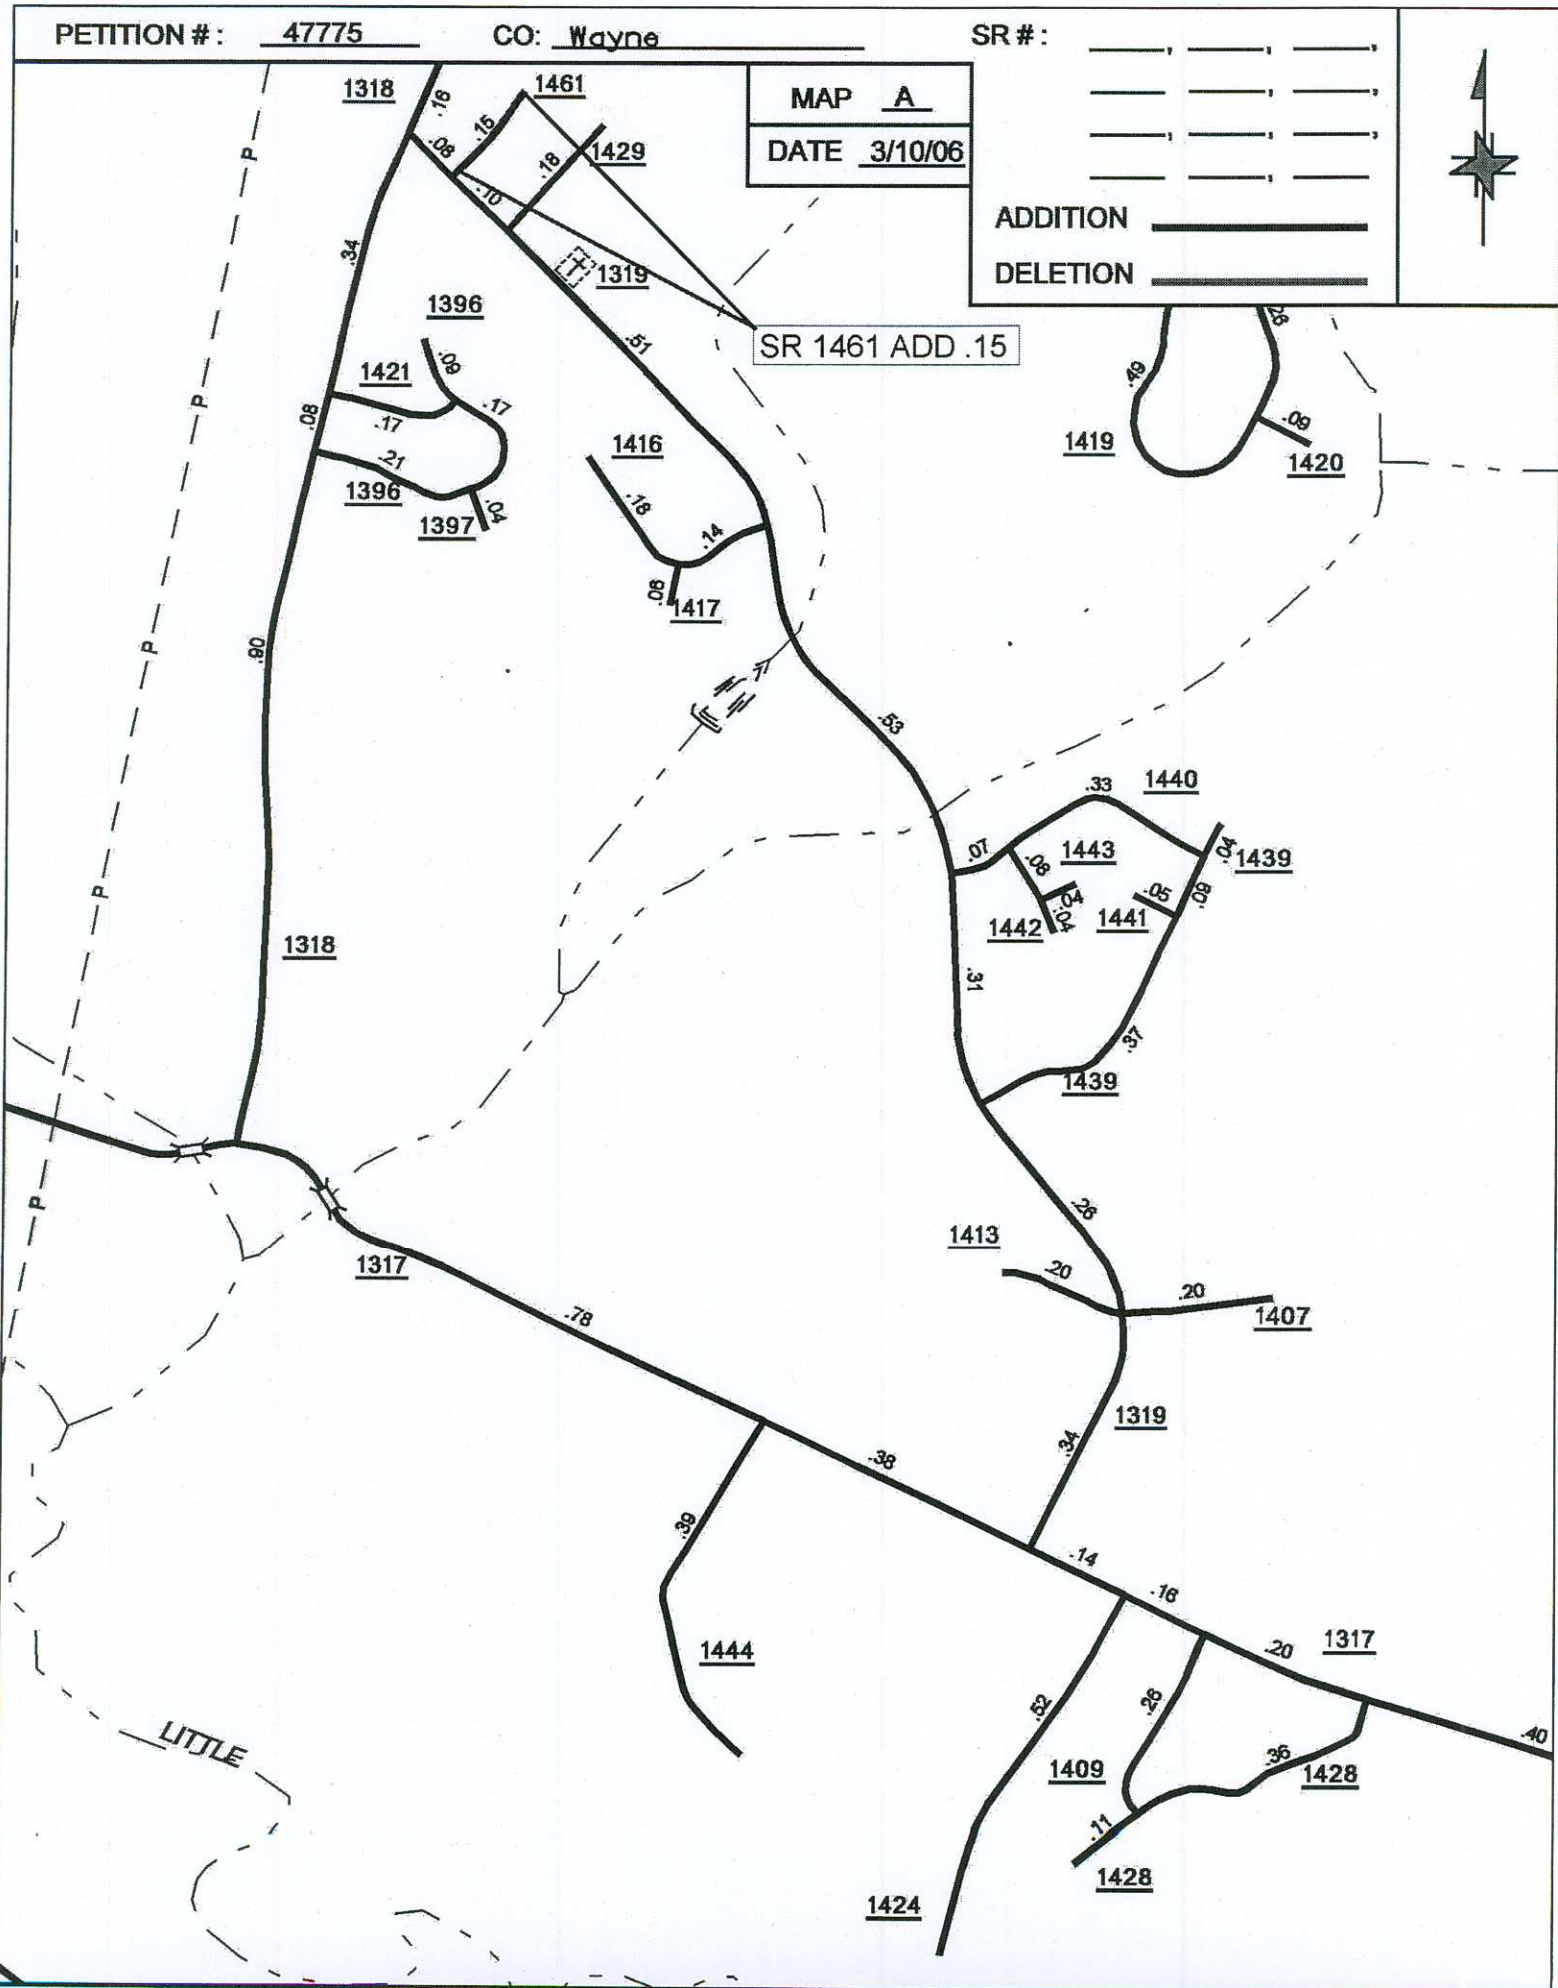 PETITION #: 47775 CO: Wayne SR #:
MAP A
DATE 3/10/06
ADDITION
DELETION
1318 .16 1461
.08 .15 .18 1429
.10
P
.34 1319
1396
.51
SR 1461 ADD .15
.26
1421 .09 .49
P
.08 .17 .17 .09
1416 1419
.21 1420
1396 .18
1397 .04 .14
.06 1417
P .90
.53
1440
.33
.07 1443 .04
.08 1439
P .05 .09
.04
1442 .04 1441
1318
.31
.37
1439
P
.26
1413
1317 .20 .20
1407
.78
1319
.34
.38
.39
.14
.16
1444 .20 1317
.52 .26
LITTLE
.40
1409 .36
1428
.11
1428
1424